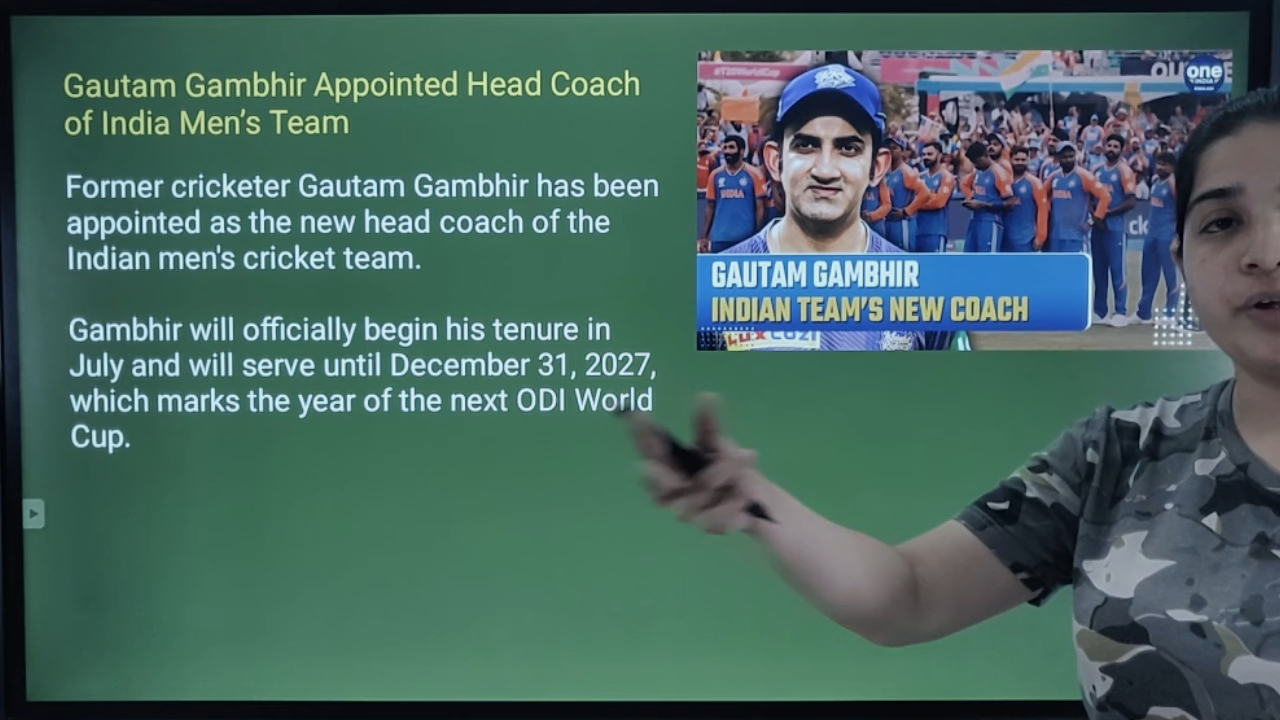 Gautam Gambhir Appointed Head Coach
of India Men’s Team
Former cricketer Gautam Gambhir has been
appointed as the new head coach of the
Indian men's cricket team.
Gambhir will officially begin his tenure in
July and will serve until December 31, 2027,
which marks the year of the next ODI World
Cup.
one
INDIA
GAUTAM GAMBHIR
INDIAN TEAM’S NEW COACH